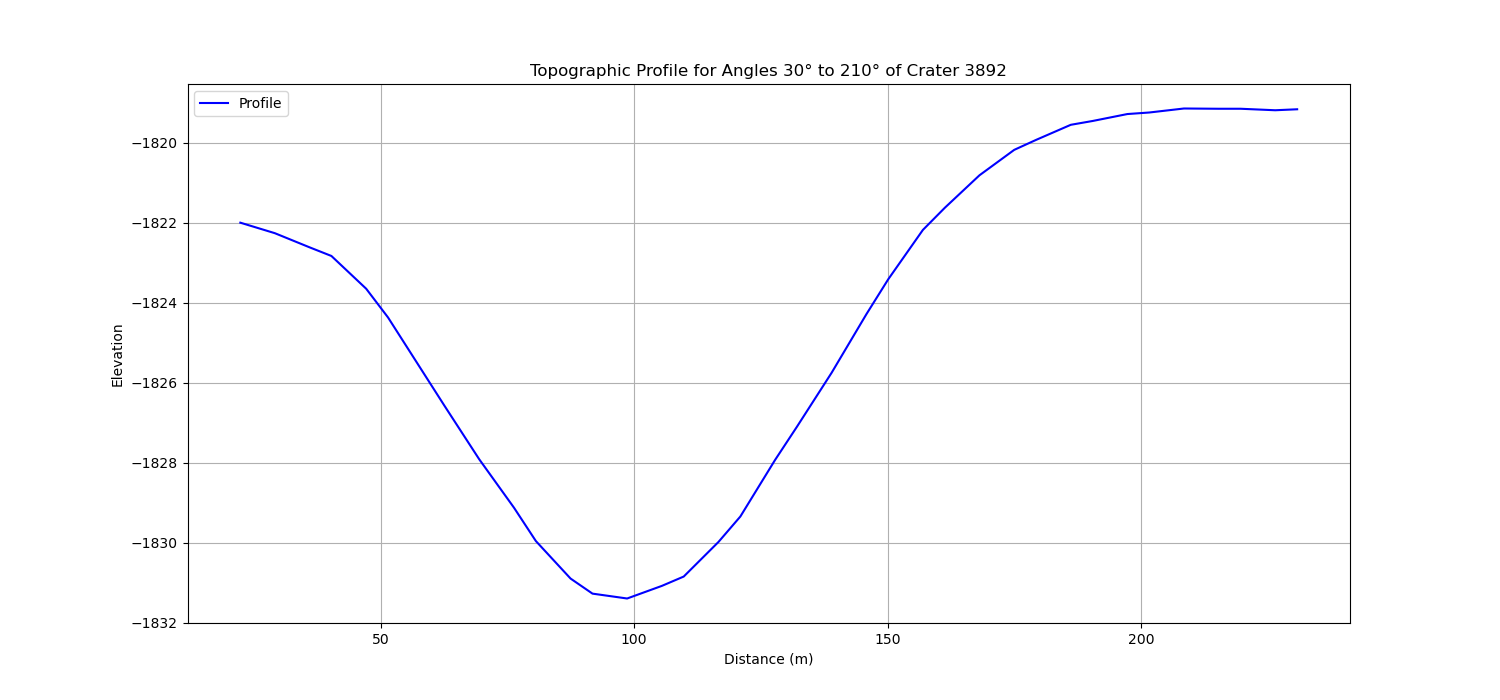 Topographic Profile for Angles 30° to 210° of Crater 3892
Profile
−1820
−1822
−1824
−1826
−1828
−1830
−1832
Elevation
50
100
150
200
Distance (m)